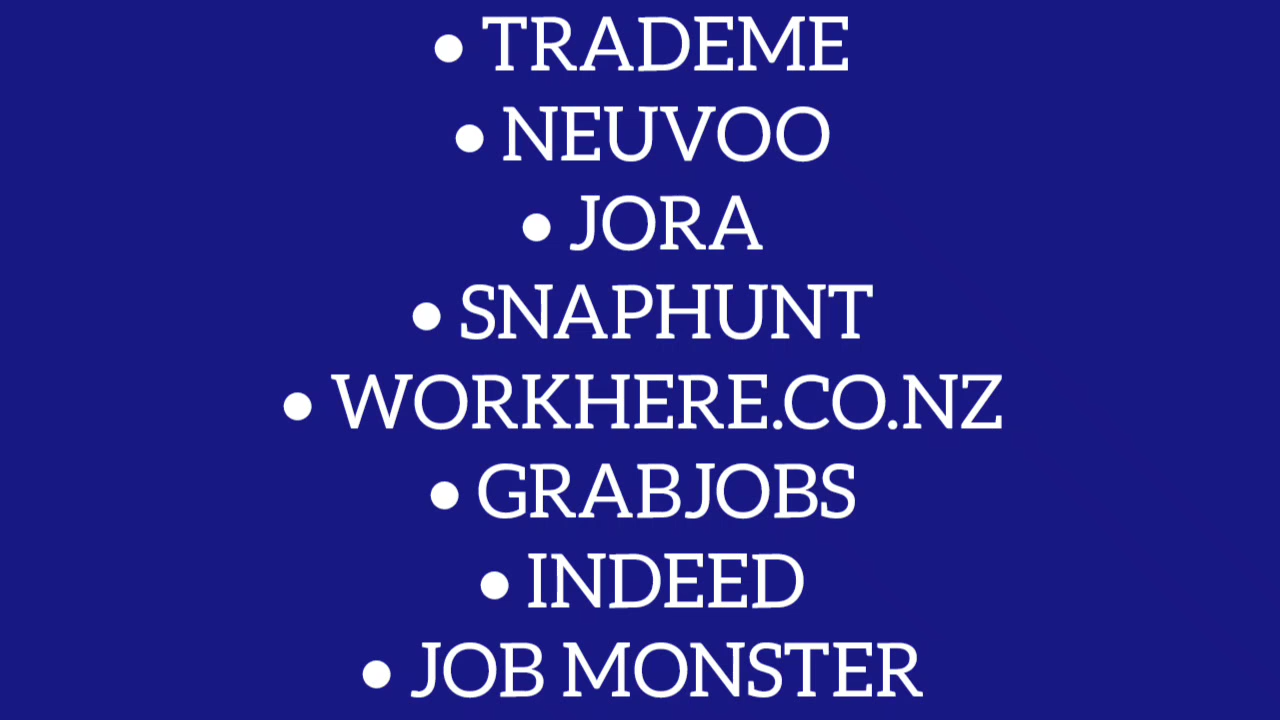 • TRADEME
• NEUVOO
• JORA
• SNAPHUNT
• WORKHERE.CO.NZ
• GRABJOBS
• INDEED
• JOB MONSTER